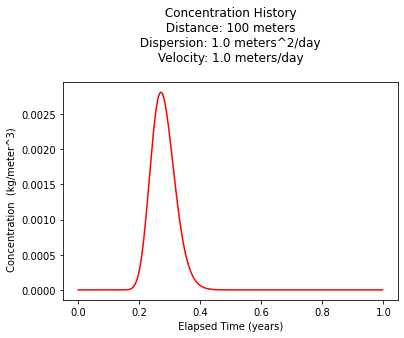 Concentration History
Distance: 100 meters
Dispersion: 1.0 meters^2/day
Velocity: 1.0 meters/day
Concentration (kg/meter^3)
0.0025
0.0020
0.0015
0.0010
0.0005
0.0000
0.0 0.2 0.4 0.6 0.8 1.0
Elapsed Time (years)